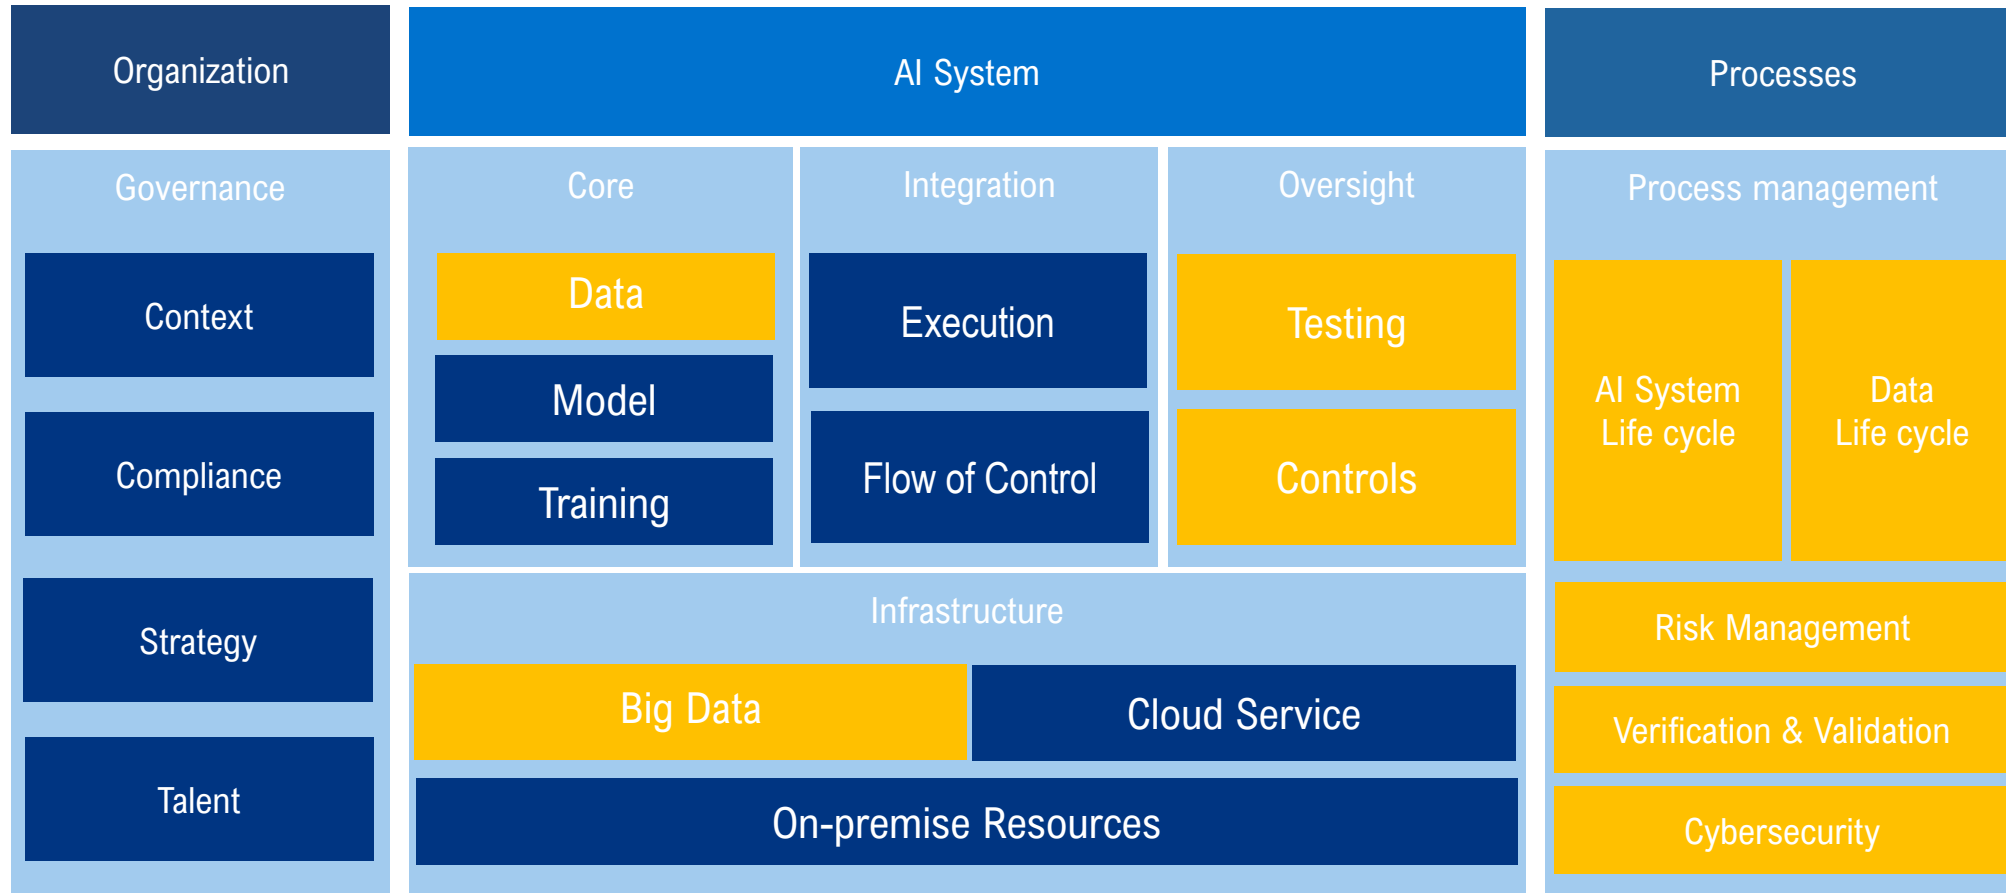 Organization
AI System
Processes
Governance
Context
Compliance
Strategy
Talent
Core
Data
Model
Training
Integration
Execution
Flow of Control
Oversight
Testing
Controls
Infrastructure
Big Data
Cloud Service
On-premise Resources
Process management
AI System
Life cycle
Data
Life cycle
Risk Management
Verification & Validation
Cybersecurity